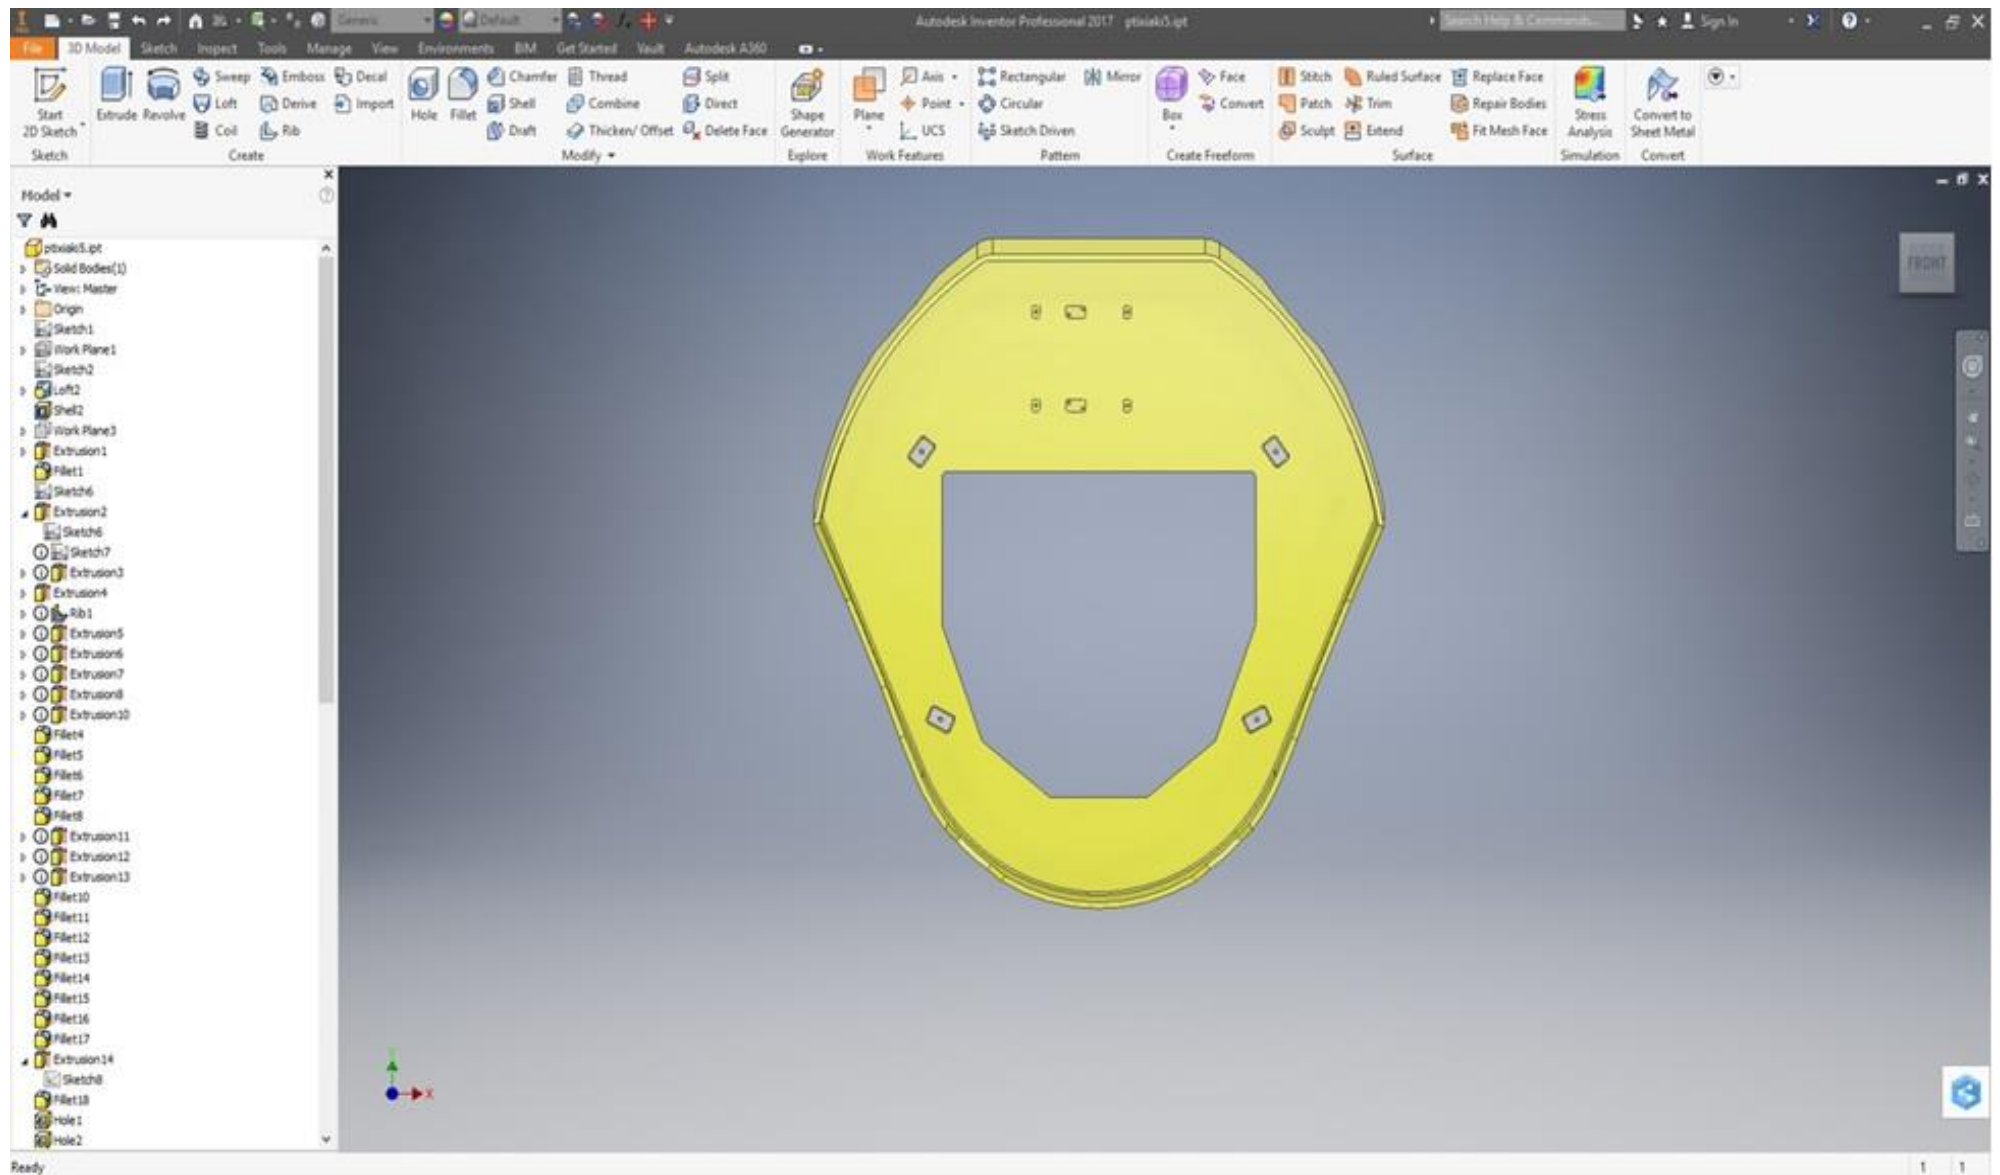 Generic Default Autodesk Inventor Professional 2017 ptixiaki5.ipt Search Help & Commands... Sign In
File 3D Model Sketch Inspect Tools Manage View Environments BIM Get Started Vault Autodesk A360
Start 2D Sketch
Extrude Revolve
Sweep Emboss Decal
Loft Derive Import
Coil Rib
Hole Fillet
Chamfer Thread Split
Shell Combine Direct
Draft Thicken/ Offset Delete Face
Shape Generator
Plane
Axis
Point
UCS
Rectangular Mirror
Circular
Sketch Driven
Box
Face
Convert
Stitch Ruled Surface Replace Face
Patch Trim Repair Bodies
Sculpt Extend Fit Mesh Face
Stress Analysis
Convert to Sheet Metal
Sketch Create Modify Explore Work Features Pattern Create Freeform Surface Simulation Convert
Model
ptixiaki5.ipt
Solid Bodies(1)
View: Master
Origin
Sketch1
Work Plane1
Sketch2
Loft2
Shell2
Work Plane3
Extrusion1
Fillet1
Sketch6
Extrusion2
Sketch6
Sketch7
Extrusion3
Extrusion4
Rib1
Extrusion5
Extrusion6
Extrusion7
Extrusion8
Extrusion10
Fillet4
Fillet5
Fillet6
Fillet7
Fillet8
Extrusion11
Extrusion12
Extrusion13
Fillet10
Fillet11
Fillet12
Fillet13
Fillet14
Fillet15
Fillet16
Fillet17
Extrusion14
Sketch8
Fillet18
Hole1
Hole2
FRONT
X
Ready 1 1